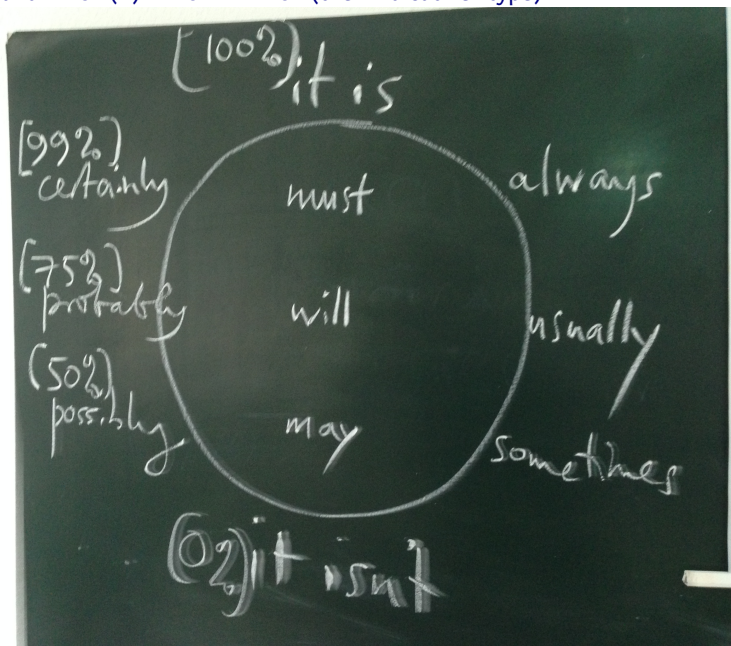 (100%) it is
[99%]
certainly
must
always
[75%]
probably
will
usually
(50%)
possibly
may
sometimes
(0%) it isn't